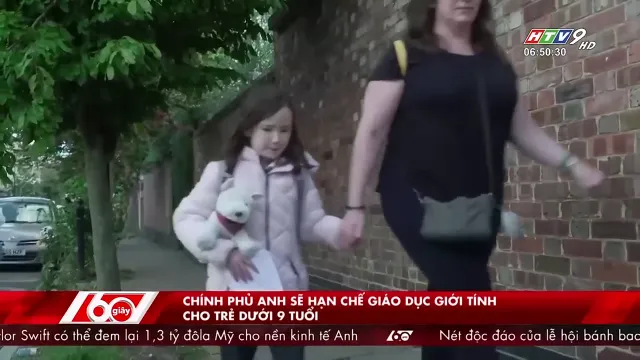 HTV9 HD
06:50:30
60 giây
CHÍNH PHỦ ANH SẼ HẠN CHẾ GIÁO DỤC GIỚI TÍNH
CHO TRẺ DƯỚI 9 TUỔI
lor Swift có thể đem lại 1,3 tỷ đôla Mỹ cho nền kinh tế Anh 60 giây Nét độc đáo của lễ hội bánh bao